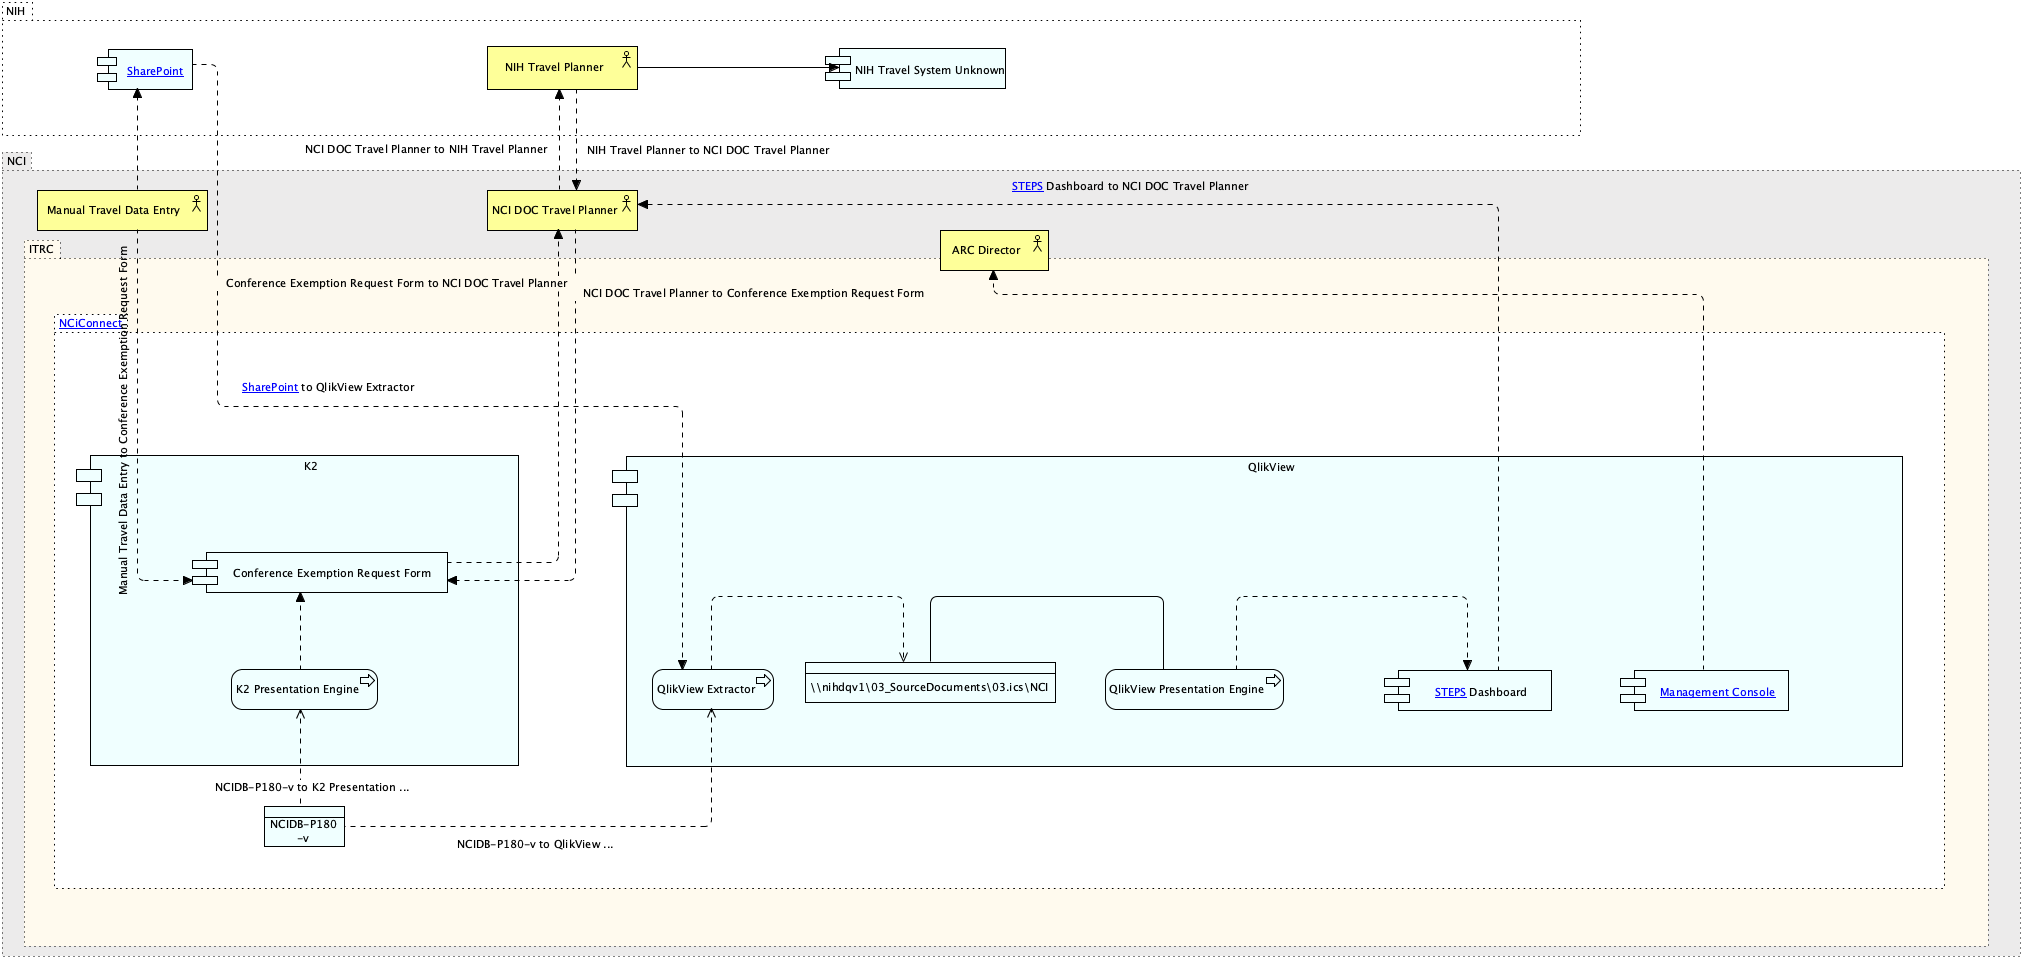 NIH
SharePoint
NIH Travel Planner
NIH Travel System Unknown
NCI DOC Travel Planner to NIH Travel Planner
NIH Travel Planner to NCI DOC Travel Planner
NCI
STEPS Dashboard to NCI DOC Travel Planner
Manual Travel Data Entry
NCI DOC Travel Planner
ITRC
ARC Director
Conference Exemption Request Form to NCI DOC Travel Planner
NCI DOC Travel Planner to Conference Exemption Request Form
NCiConnect
Manual Travel Data Entry to Conference Exemption Request Form
SharePoint to QlikView Extractor
K2
QlikView
Conference Exemption Request Form
K2 Presentation Engine
QlikView Extractor
\\nihdqv1\03_SourceDocuments\03.ics\NCI
QlikView Presentation Engine
STEPS Dashboard
Management Console
NCIDB-P180-v to K2 Presentation ...
NCIDB-P180
-v
NCIDB-P180-v to QlikView ...